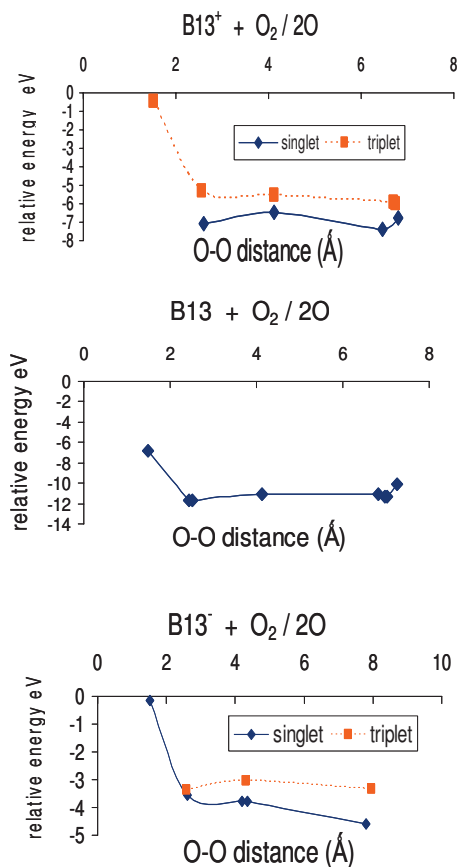 B13⁺ + O₂ / 2O
0 2 4 6 8
0
-1
-2
-3
-4
-5
-6
-7
-8
relative energy eV
singlet triplet
O-O distance (Å)
B13 + O₂ / 2O
0 2 4 6 8
0
-2
-4
-6
-8
-10
-12
-14
relative energy eV
O-O distance (Å)
B13⁻ + O₂ / 2O
0 2 4 6 8 10
0
-1
-2
-3
-4
-5
relative energy eV
singlet triplet
O-O distance (Å)